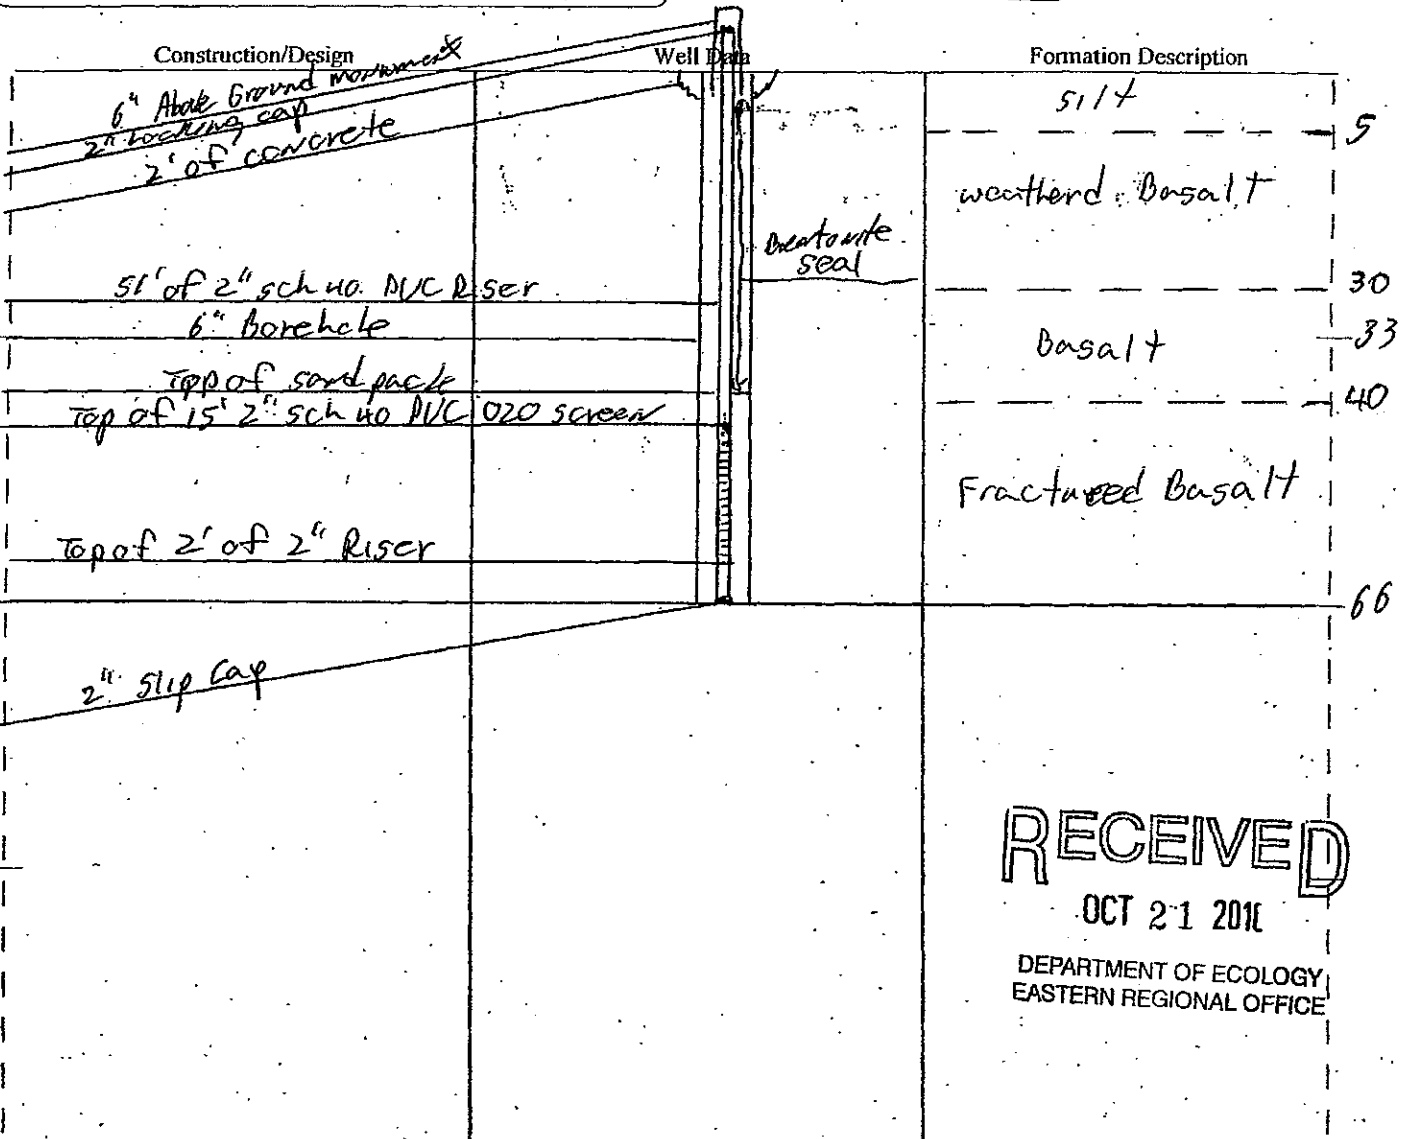 Construction/Design
Well Data
Formation Description
6" Above Ground monument
2" Locking cap
2' of concrete
silt
5
weatherd Basalt
Bentonite
seal
51' of 2" sch 40 PVC Riser
30
6" Borehole
33
Basalt
Top of sand pack
40
Top of 15' 2" sch 40 PVC 020 screen
Fractureed Basalt
Top of 2' of 2" Riser
66
2" slip cap
RECEIVED
OCT 21 201
DEPARTMENT OF ECOLOGY
EASTERN REGIONAL OFFICE